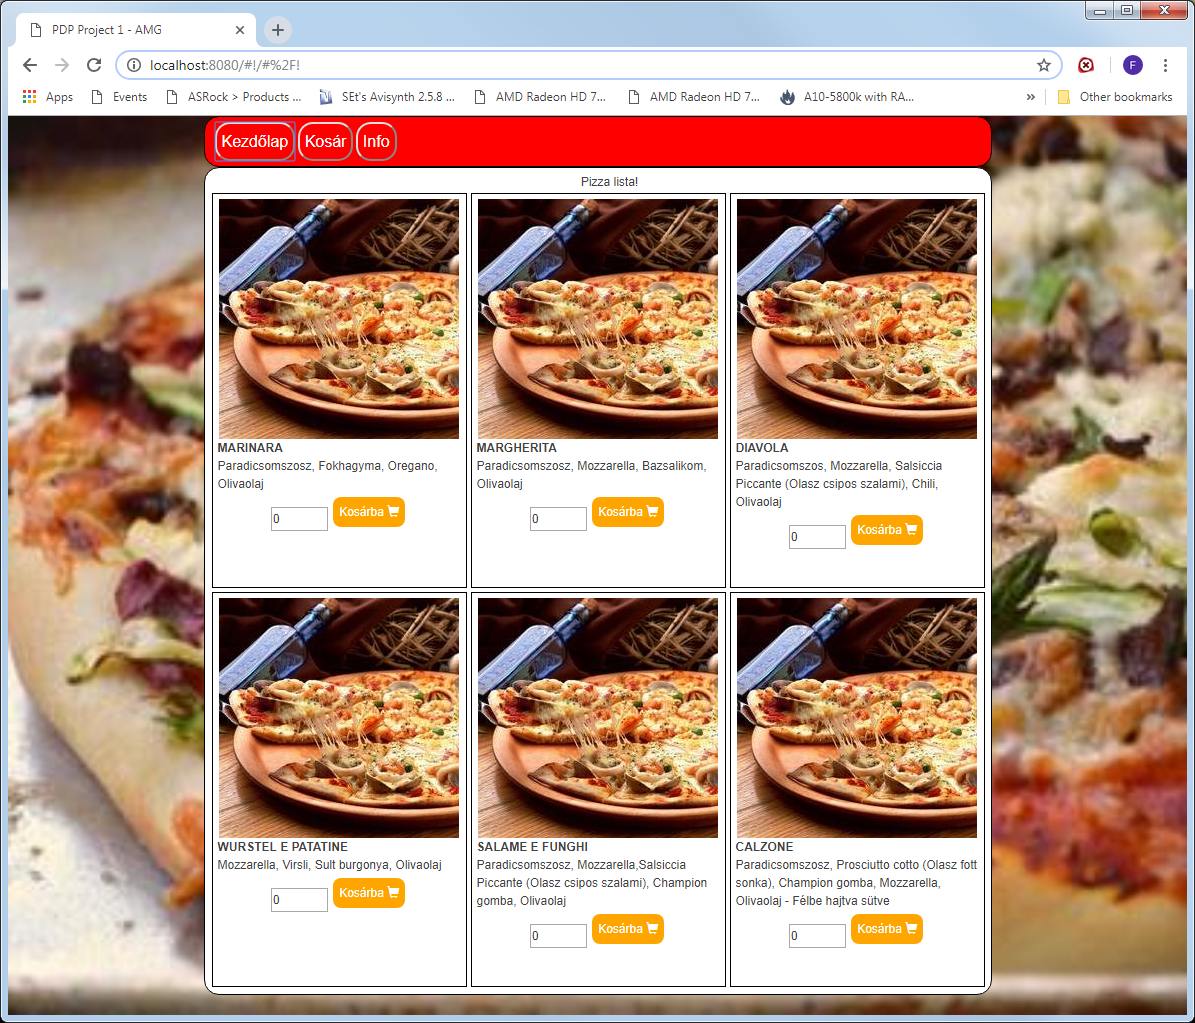 PDP Project 1 - AMG
localhost:8080/#!/#%2F!
F
Apps Events ASRock > Products ... SEt's Avisynth 2.5.8 ... AMD Radeon HD 7... AMD Radeon HD 7... A10-5800k with RA... » Other bookmarks
Kezdőlap Kosár Info
Pizza lista!
MARINARA
Paradicsomszosz, Fokhagyma, Oregano,
Olivaolaj
0 Kosárba
MARGHERITA
Paradicsomszosz, Mozzarella, Bazsalikom,
Olivaolaj
0 Kosárba
DIAVOLA
Paradicsomszos, Mozzarella, Salsiccia
Piccante (Olasz csipos szalami), Chili,
Olivaolaj
0 Kosárba
WURSTEL E PATATINE
Mozzarella, Virsli, Sult burgonya, Olivaolaj
0 Kosárba
SALAME E FUNGHI
Paradicsomszosz, Mozzarella,Salsiccia
Piccante (Olasz csipos szalami), Champion
gomba, Olivaolaj
0 Kosárba
CALZONE
Paradicsomszosz, Prosciutto cotto (Olasz fott
sonka), Champion gomba, Mozzarella,
Olivaolaj - Félbe hajtva sütve
0 Kosárba